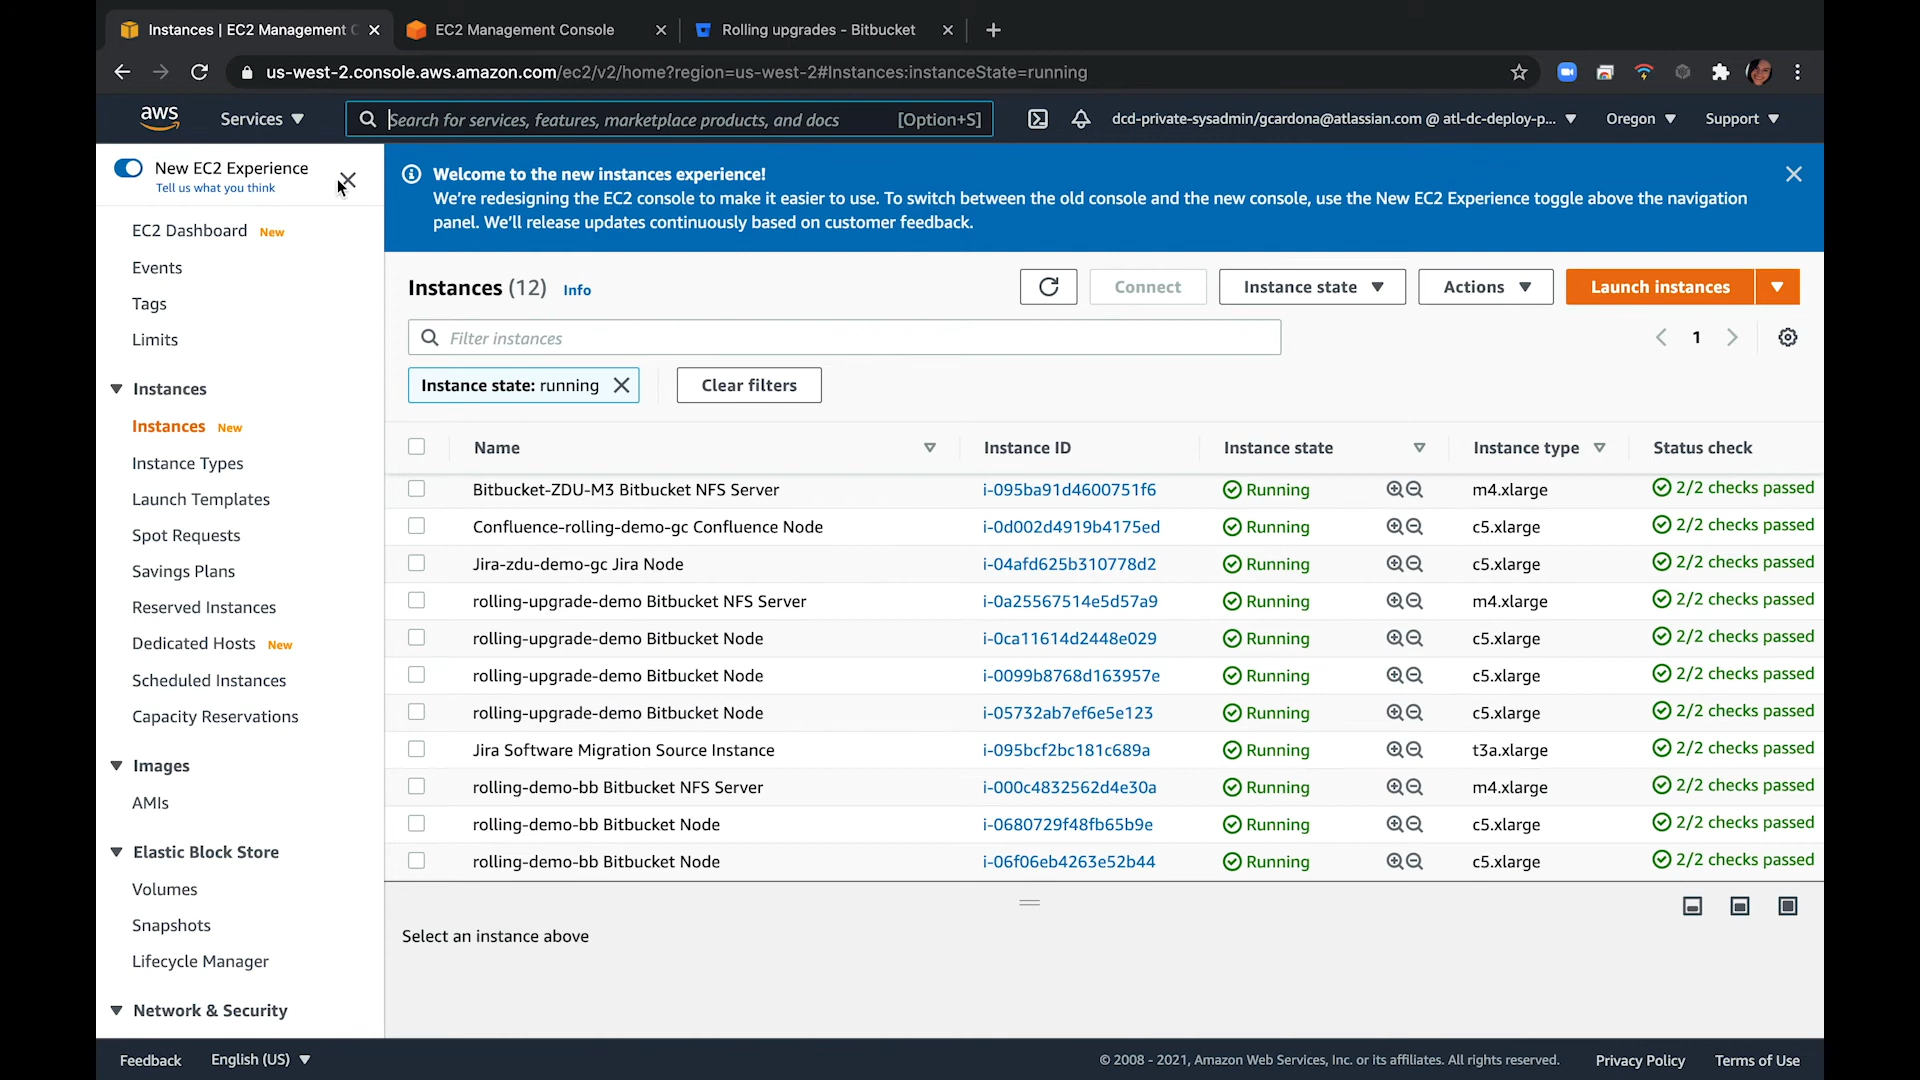 Instances | EC2 Management C
EC2 Management Console
Rolling upgrades - Bitbucket
us-west-2.console.aws.amazon.com/ec2/v2/home?region=us-west-2#Instances:instanceState=running
aws
Services
Search for services, features, marketplace products, and docs
[Option+S]
dcd-private-sysadmin/gcardona@atlassian.com @ atl-dc-deploy-p...
Oregon
Support
New EC2 Experience
Tell us what you think
EC2 Dashboard New
Events
Tags
Limits
Instances
Instances New
Instance Types
Launch Templates
Spot Requests
Savings Plans
Reserved Instances
Dedicated Hosts New
Scheduled Instances
Capacity Reservations
Images
AMIs
Elastic Block Store
Volumes
Snapshots
Lifecycle Manager
Network & Security
Welcome to the new instances experience!
We're redesigning the EC2 console to make it easier to use. To switch between the old console and the new console, use the New EC2 Experience toggle above the navigation
panel. We'll release updates continuously based on customer feedback.
Instances (12) Info
Connect
Instance state
Actions
Launch instances
Filter instances
1
Instance state: running
Clear filters
Name Instance ID Instance state Instance type Status check
Bitbucket-ZDU-M3 Bitbucket NFS Server i-095ba91d4600751f6 Running m4.xlarge 2/2 checks passed
Confluence-rolling-demo-gc Confluence Node i-0d002d4919b4175ed Running c5.xlarge 2/2 checks passed
Jira-zdu-demo-gc Jira Node i-04afd625b310778d2 Running c5.xlarge 2/2 checks passed
rolling-upgrade-demo Bitbucket NFS Server i-0a25567514e5d57a9 Running m4.xlarge 2/2 checks passed
rolling-upgrade-demo Bitbucket Node i-0ca11614d2448e029 Running c5.xlarge 2/2 checks passed
rolling-upgrade-demo Bitbucket Node i-0099b8768d163957e Running c5.xlarge 2/2 checks passed
rolling-upgrade-demo Bitbucket Node i-05732ab7ef6e5e123 Running c5.xlarge 2/2 checks passed
Jira Software Migration Source Instance i-095bcf2bc181c689a Running t3a.xlarge 2/2 checks passed
rolling-demo-bb Bitbucket NFS Server i-000c4832562d4e30a Running m4.xlarge 2/2 checks passed
rolling-demo-bb Bitbucket Node i-0680729f48fb65b9e Running c5.xlarge 2/2 checks passed
rolling-demo-bb Bitbucket Node i-06f06eb4263e52b44 Running c5.xlarge 2/2 checks passed
Select an instance above
Feedback
English (US)
© 2008 - 2021, Amazon Web Services, Inc. or its affiliates. All rights reserved.
Privacy Policy
Terms of Use